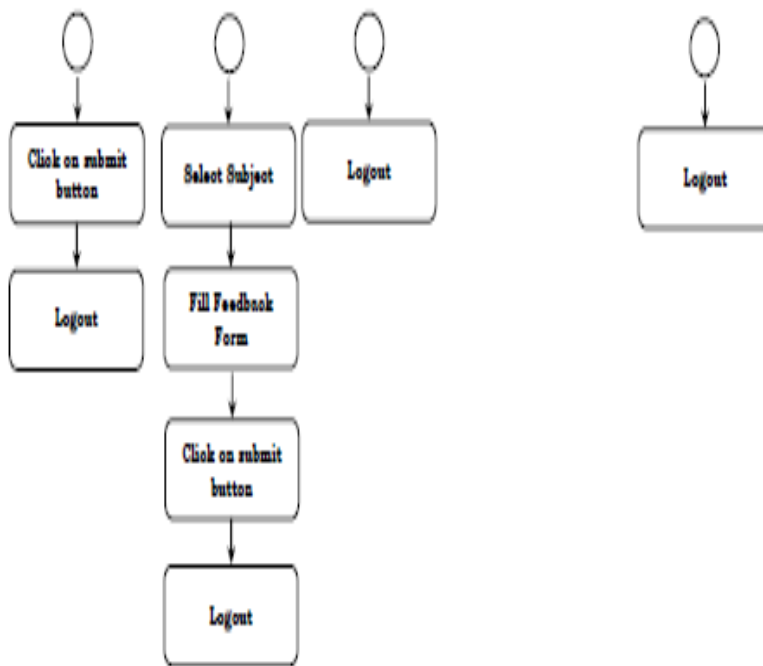 Click on submit
button
Logout
Select Subject
Fill Feedback
Form
Click on submit
button
Logout
Logout
Logout